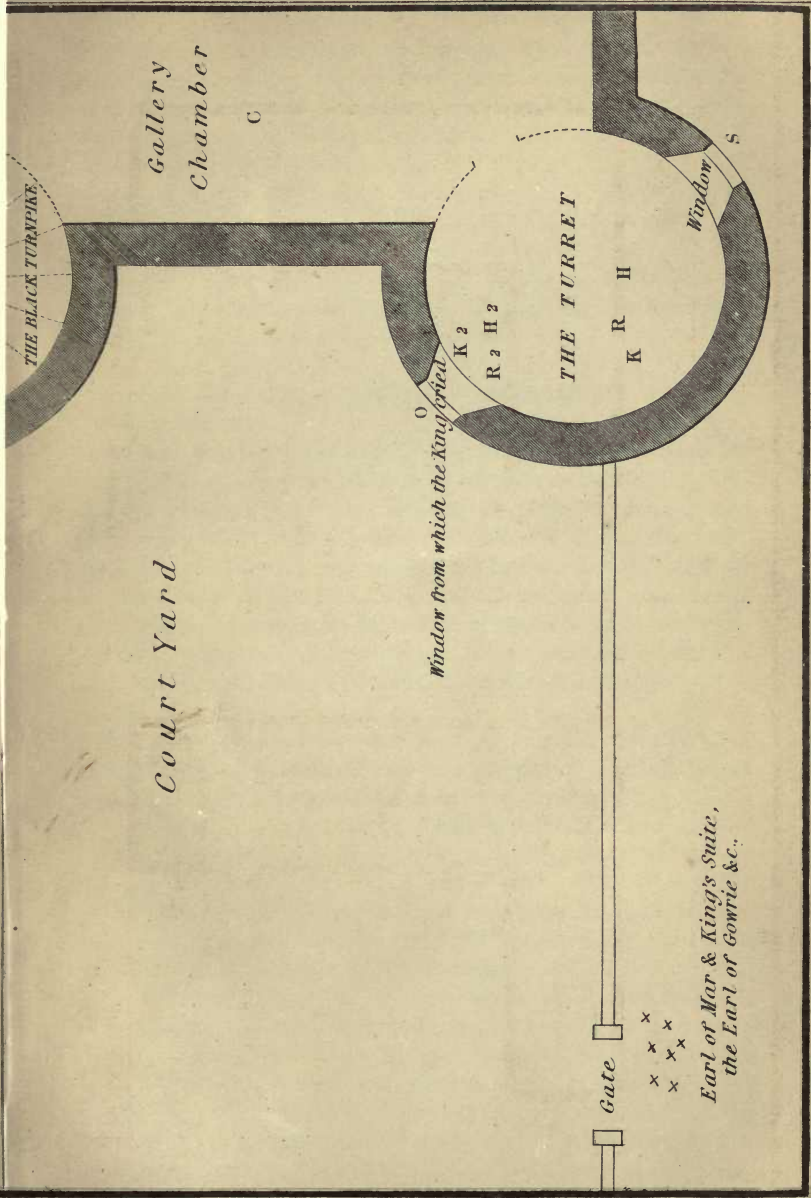 THE BLACK TURNPIKE
Gallery
Chamber
C
Court Yard
O
Window from which the King cried
K 2
R 2 H 2
THE TURRET
K R H
Window
S
Gate
x x x x x x x
Earl of Mar & King's Suite,
the Earl of Gowrie &c..